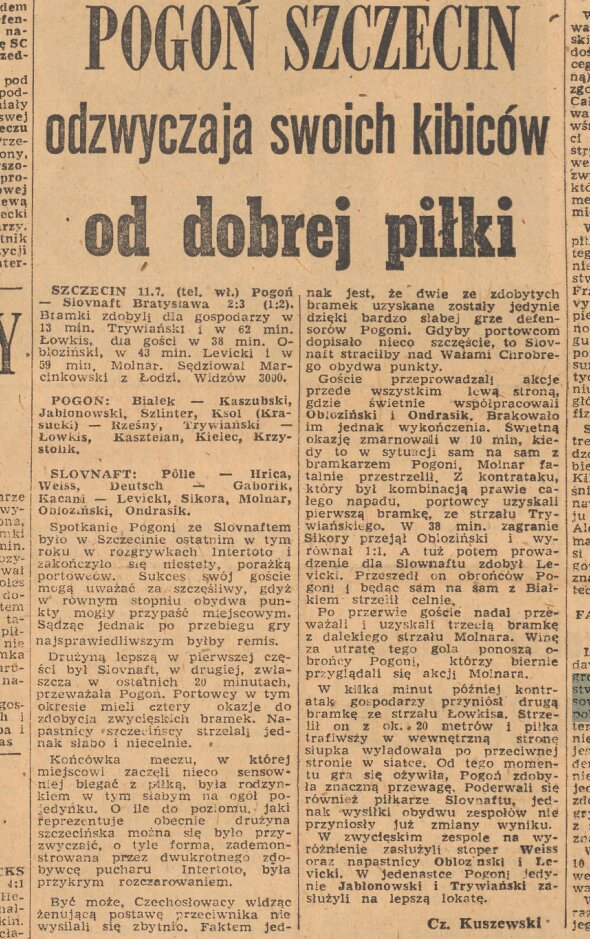 POGOŃ SZCZECIN
odzwyczaja swoich kibiców
od dobrej piłki
SZCZECIN 11.7. (tel. wł.) Pogoń
— Slovnaft Bratysława 2:3 (1:2).
Bramki zdobyli dla gospodarzy w
13 min. Trywiański i w 62 min.
Łowkis, dla gości w 38 min. O-
bloziński, w 43 min. Levicki i w
59 min. Molnar. Sędziował Mar-
cinkowski z Łodzi. Widzów 3000.
POGOŃ: Białek — Kaszubski,
Jabłonowski, Szlinter, Ksol (Kra-
sucki) — Rześny, Trywiański —
Łowkis, Kasztelan, Kielec, Krzy-
stolik.
SLOVNAFT: Pölle — Hrica,
Weiss, Deutsch — Gaborik,
Kacani — Levicki, Sikora, Molnar,
Obloziński, Ondrasik.
Spotkanie Pogoni ze Slovnaftem
było w Szczecinie ostatnim w tym
roku w rozgrywkach Intertoto i
zakończyło się niestety, porażką
portowców. Sukces swój goście
mogą uważać za szczęśliwy, gdyż
w równym stopniu obydwa pun-
kty mogły przypaść miejscowym.
Sądząc jednak po przebiegu gry
najsprawiedliwszym byłby remis.
Drużyną lepszą w pierwszej czę-
ści był Slovnaft, w drugiej, zwła-
szcza w ostatnich 20 minutach,
przeważała Pogoń. Portowcy w tym
okresie mieli cztery okazje do
zdobycia zwycięskich bramek. Na-
pastnicy szczecińscy strzelali jed-
nak słabo i niecelnie.
Końcówka meczu, w której
miejscowi zaczęli nieco sensow-
niej biegać z piłką, była rodzyn-
kiem w tym słabym na ogół po-
jedynku. O ile do poziomu, jaki
reprezentuje obecnie drużyna
szczecińska można się było przy-
zwyczaić, o tyle forma, zademon-
strowana przez dwukrotnego zdo-
bywcę pucharu Intertoto, była
przykrym rozczarowaniem.
Być może, Czechosłowacy widząc
żenującą postawę przeciwnika nie
wysilali się zbytnio. Faktem jed-
nak jest, że dwie ze zdobytych
bramek uzyskane zostały jedynie
dzięki bardzo słabej grze defen-
sorów Pogoni. Gdyby portowcom
dopisało nieco szczęście, to Slov-
naft straciłby nad Wałami Chrobre-
go obydwa punkty.
Goście przeprowadzali akcje
przede wszystkim lewą stroną,
gdzie świetnie współpracowali
Obloziński i Ondrasik. Brakowało
im jednak wykończenia. Świetną
okazję zmarnowali w 10 min, kie-
dy to w sytuacji sam na sam z
bramkarzem Pogoni, Molnar fa-
talnie przestrzelił. Z kontrataku,
który był kombinacją prawie ca-
łego napadu, portowcy uzyskali
pierwszą bramkę, ze strzału Try-
wiańskiego. W 38 min. zagranie
Sikory przejął Obloziński i wy-
równał 1:1. A tuż potem prowa-
dzenie dla Slownaftu zdobył Le-
vicki. Przeszedł on obrońców Po-
goni i będąc sam na sam z Biał-
kiem strzelił celnie.
Po przerwie goście nadal prze-
ważali i uzyskali trzecią bramkę
z dalekiego strzału Molnara. Winę
za utratę tego gola ponoszą o-
brońcy Pogoni, którzy biernie
przyglądali się akcji Molnara.
W kilka minut później kontr-
atak gospodarzy przyniósł drugą
bramkę ze strzału Łowkisa. Strze-
lił on z ok. 20 metrów i piłka
trafiwszy w wewnętrzną stronę
słupka wylądowała po przeciwnej
stronie w siatce. Od tego momen-
tu gra się ożywiła, Pogoń zdoby-
ła znaczną przewagę. Poderwali się
również piłkarze Slovnaftu, jed-
nak wysiłki obydwu zespołów nie
przyniosły już zmiany wyniku.
W zwycięskim zespole na wy-
różnienie zasłużyli stoper Weiss
oraz napastnicy Obloziński i Le-
vicki. W jedenastce Pogoni jedy-
nie Jabłonowski i Trywiański za-
służyli na lepszą lokatę.
Cz. Kuszewski